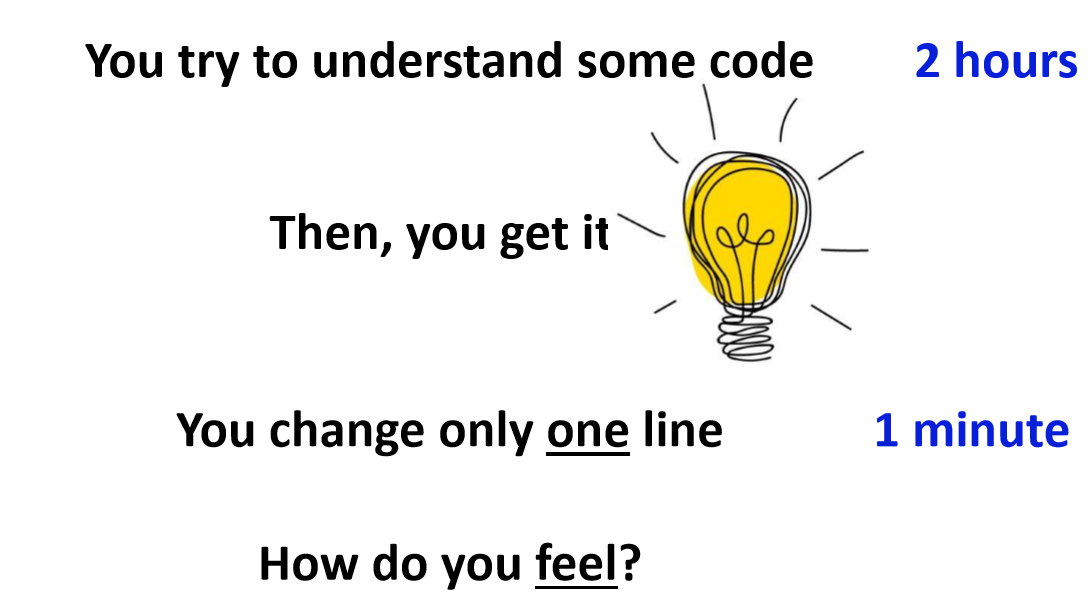 You try to understand some code 2 hours
Then, you get it
You change only one line 1 minute
How do you feel?